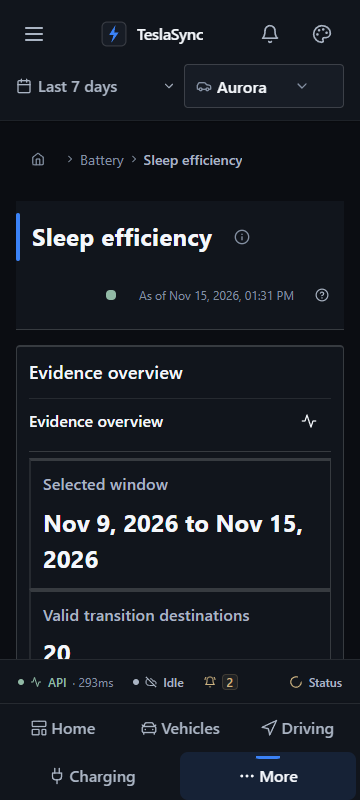 TeslaSync
Last 7 days
Aurora
Battery
Sleep efficiency
Sleep efficiency
As of Nov 15, 2026, 01:31 PM
Evidence overview
Evidence overview
Selected window
Nov 9, 2026 to Nov 15,
2026
Valid transition destinations
20
API · 293ms
Idle
2
Status
Home
Vehicles
Driving
Charging
More